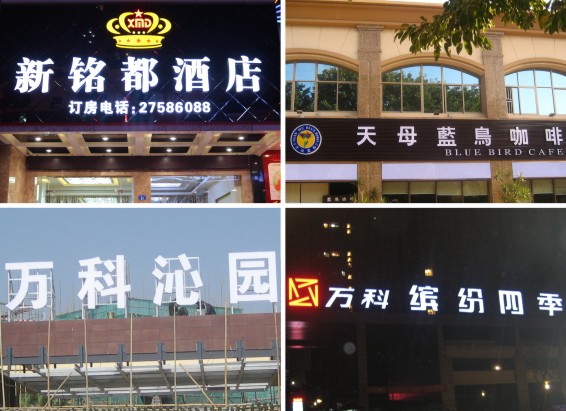 XMD
新铭都酒店
订房电话:27586088
天母藍鳥咖啡
BLUE BIRD CAFE
万科沁园
万科 缤纷四季